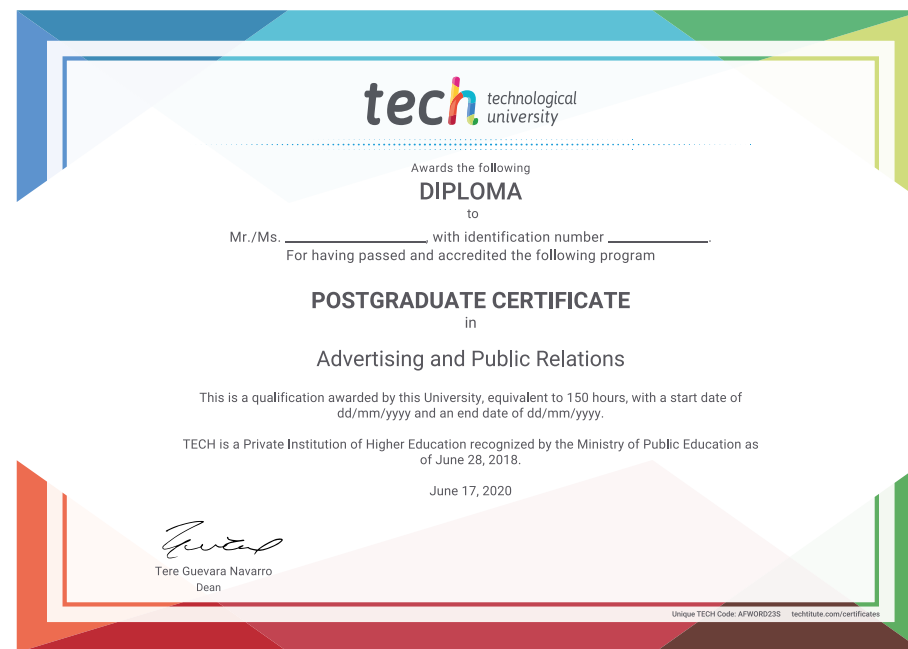 tech technological
university
Awards the following
DIPLOMA
to
Mr./Ms. ____________________, with identification number ______________.
For having passed and accredited the following program
POSTGRADUATE CERTIFICATE
in
Advertising and Public Relations
This is a qualification awarded by this University, equivalent to 150 hours, with a start date of
dd/mm/yyyy and an end date of dd/mm/yyyy.
TECH is a Private Institution of Higher Education recognized by the Ministry of Public Education as
of June 28, 2018.
June 17, 2020
Tere Guevara Navarro
Dean
Unique TECH Code: AFWORD23S techtitute.com/certificates